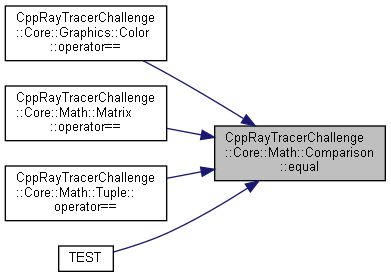 CppRayTracerChallenge
::Core::Graphics::Color
::operator==
CppRayTracerChallenge
::Core::Math::Matrix
::operator==
CppRayTracerChallenge
::Core::Math::Tuple::
operator==
TEST
CppRayTracerChallenge
::Core::Math::Comparison
::equal